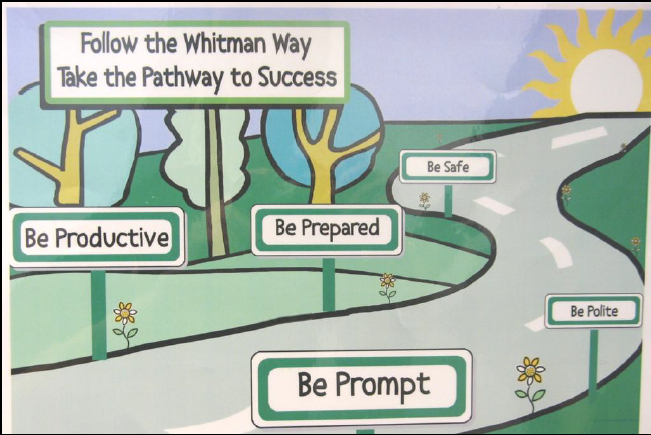 Follow the Whitman Way
Take the Pathway to Success
Be Safe
Be Productive
Be Prepared
Be Polite
Be Prompt